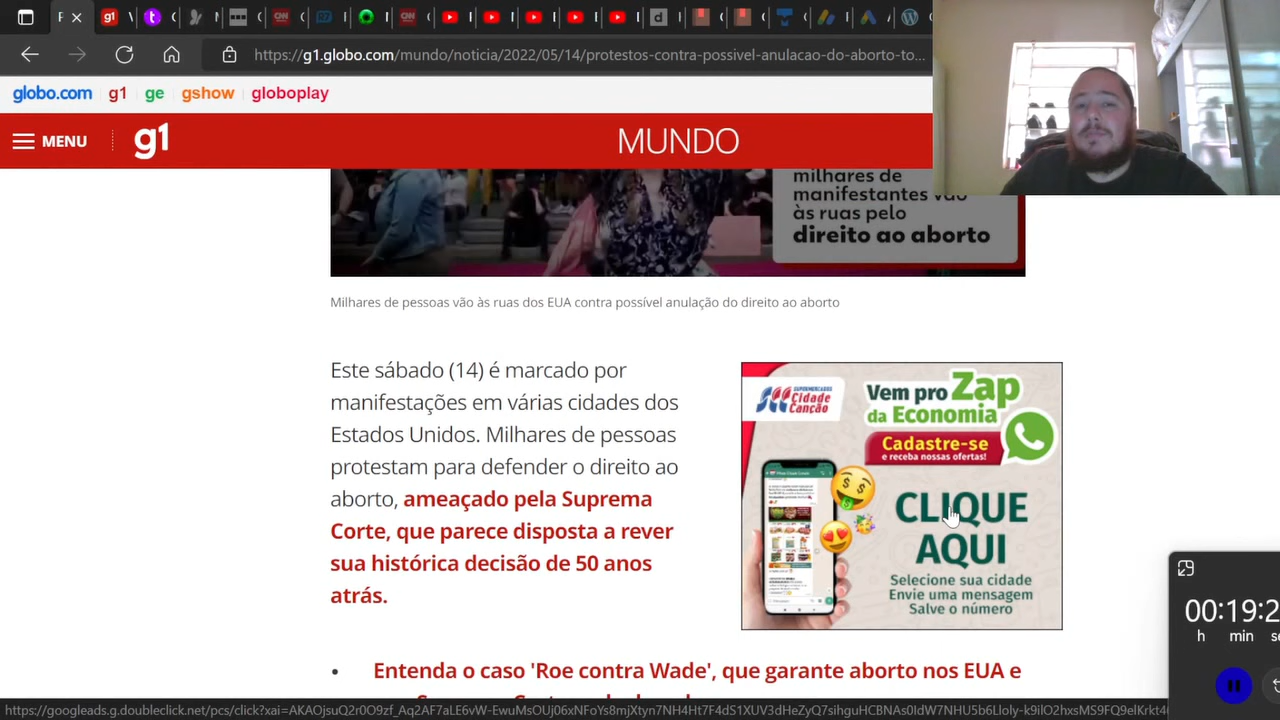 https://g1.globo.com/mundo/noticia/2022/05/14/protestos-contra-possivel-anulacao-do-aborto-to...
globo.com g1 ge gshow globoplay
MENU g1 MUNDO
milhares de
manifestantes vão
às ruas pelo
direito ao aborto
Milhares de pessoas vão às ruas dos EUA contra possível anulação do direito ao aborto
Este sábado (14) é marcado por
manifestações em várias cidades dos
Estados Unidos. Milhares de pessoas
protestam para defender o direito ao
aborto, ameaçado pela Suprema
Corte, que parece disposta a rever
sua histórica decisão de 50 anos
atrás.
SUPERMERCADOS
Cidade
Canção
Vem pro Zap
da Economia
Cadastre-se
e receba nossas ofertas!
CLIQUE
AQUI
Selecione sua cidade
Envie uma mensagem
Salve o número
00:19:2
h min se
• Entenda o caso 'Roe contra Wade', que garante aborto nos EUA e